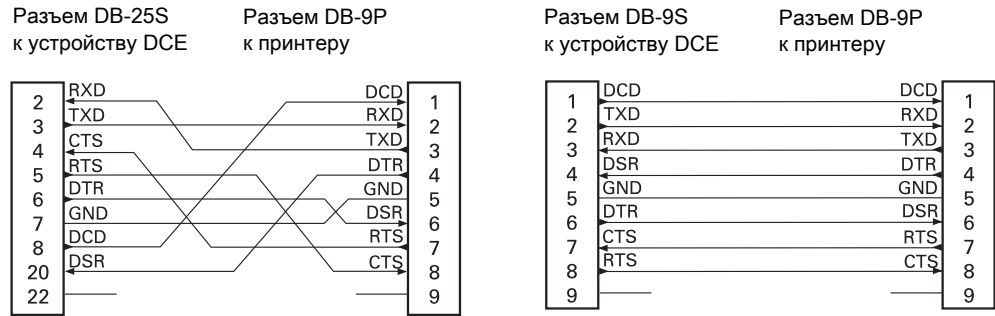 Разъем DB-25S
к устройству DCE
Разъем DB-9P
к принтеру
2 RXD DCD 1
3 TXD RXD 2
4 CTS TXD 3
5 RTS DTR 4
6 DTR GND 5
7 GND DSR 6
8 DCD RTS 7
20 DSR CTS 8
22 9
Разъем DB-9S
к устройству DCE
Разъем DB-9P
к принтеру
1 DCD DCD 1
2 TXD RXD 2
3 RXD TXD 3
4 DSR DTR 4
5 GND GND 5
6 DTR DSR 6
7 CTS RTS 7
8 RTS CTS 8
9 9